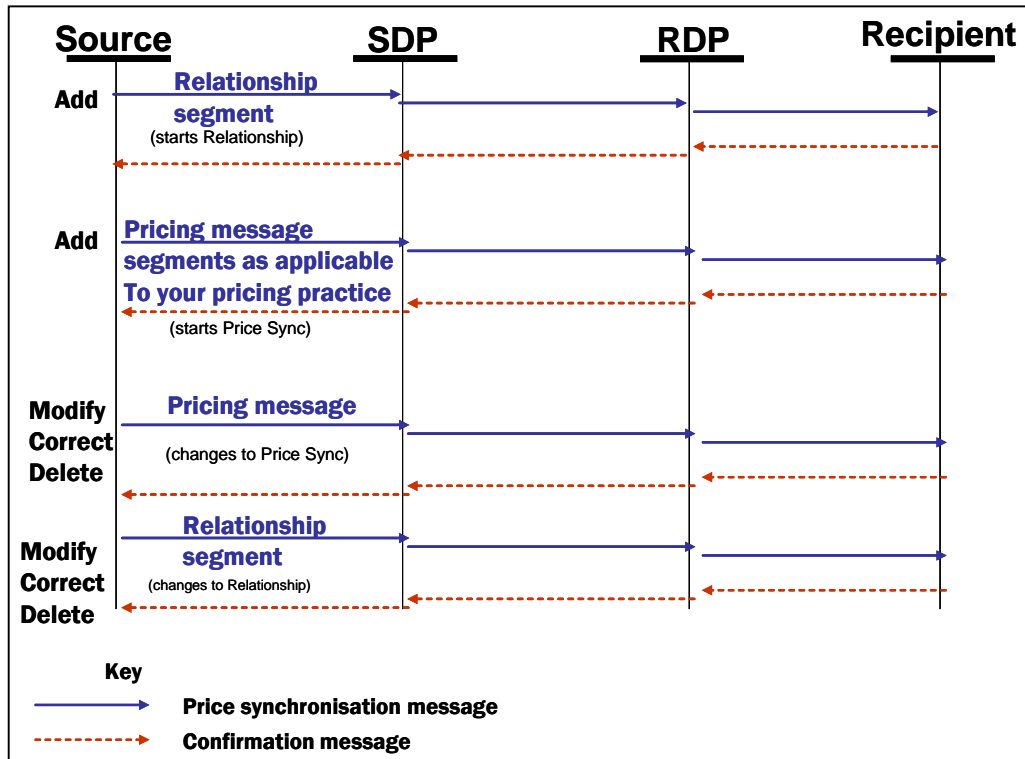 Source SDP RDP Recipient
Add
Relationship
segment
(starts Relationship)
Add
Pricing message
segments as applicable
To your pricing practice
(starts Price Sync)
Modify
Correct
Delete
Pricing message
(changes to Price Sync)
Modify
Correct
Delete
Relationship
segment
(changes to Relationship)
Key
Price synchronisation message
Confirmation message